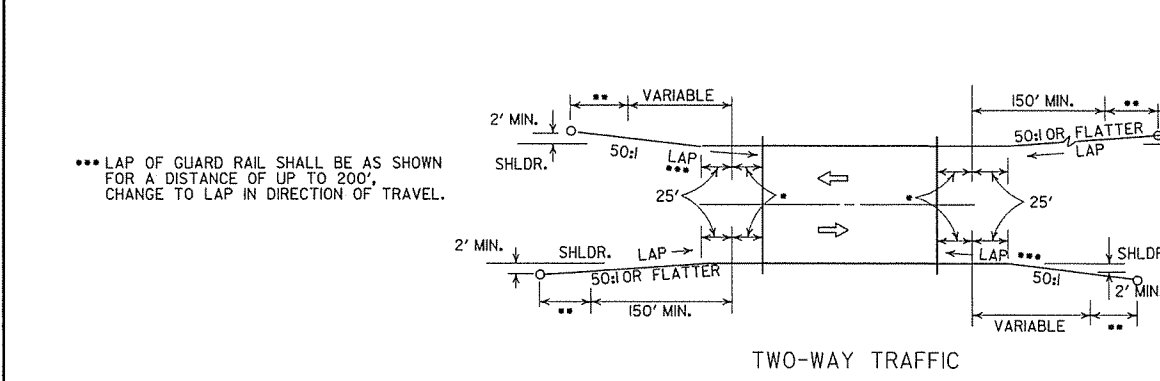 *** LAP OF GUARD RAIL SHALL BE AS SHOWN
FOR A DISTANCE OF UP TO 200',
CHANGE TO LAP IN DIRECTION OF TRAVEL.
** VARIABLE
2' MIN.
SHLDR.
50:1
LAP
***
25'
*
150' MIN. **
50:1 OR FLATTER
LAP
* 25'
2' MIN.
SHLDR.
LAP
50:1 OR FLATTER
** 150' MIN.
LAP ***
SHLDR
50:1
2' MIN.
VARIABLE **
TWO-WAY TRAFFIC